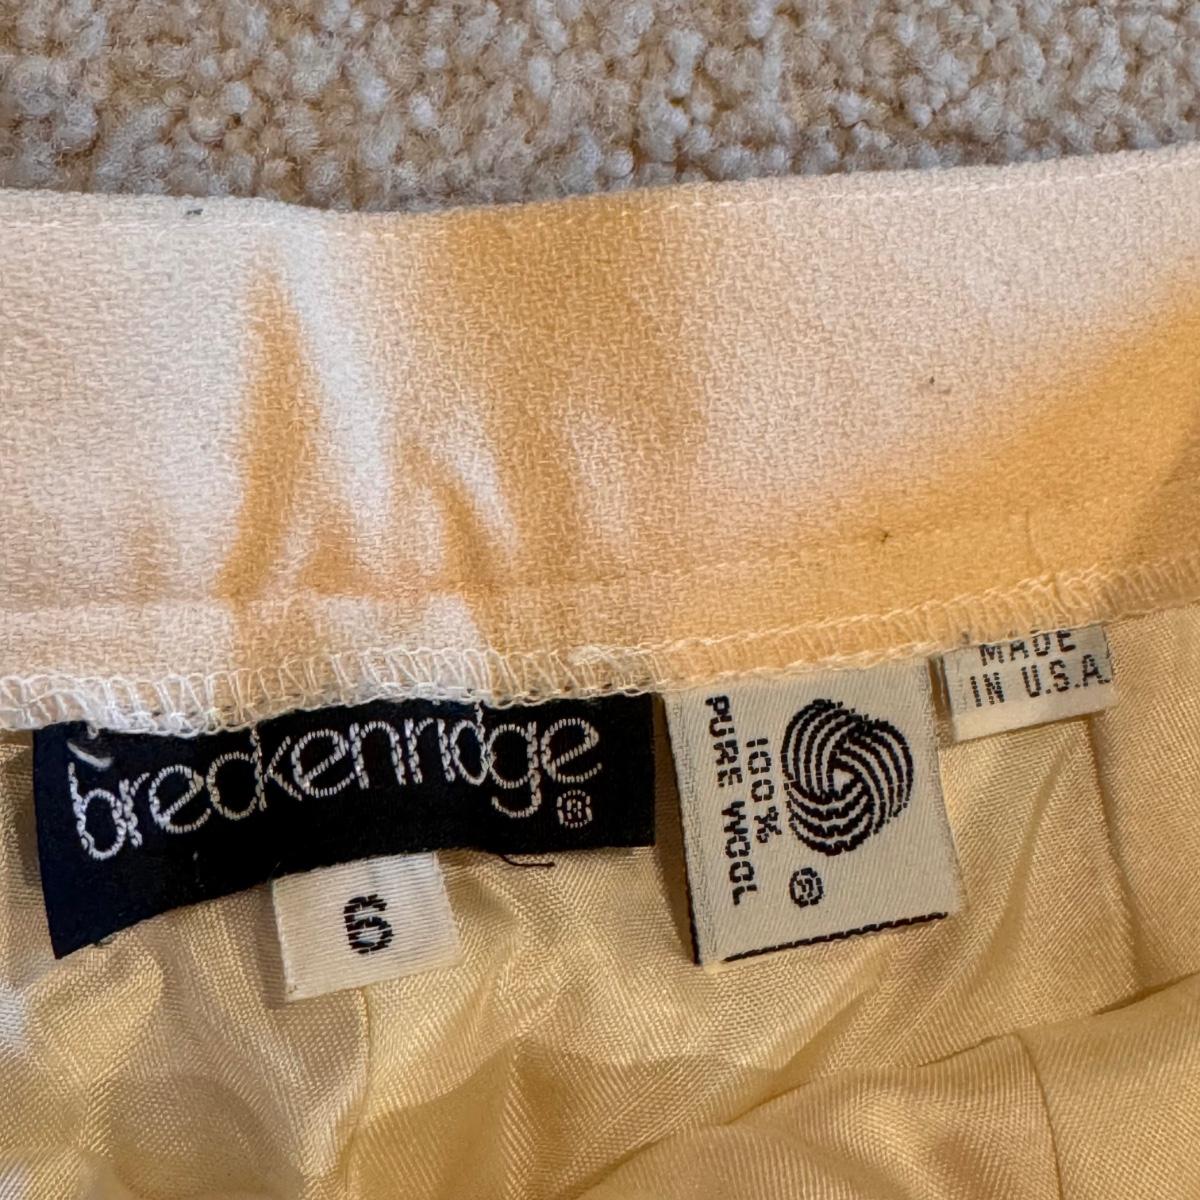 breckenridge ®
6
100%
PURE WOOL
®
MADE
IN U.S.A.